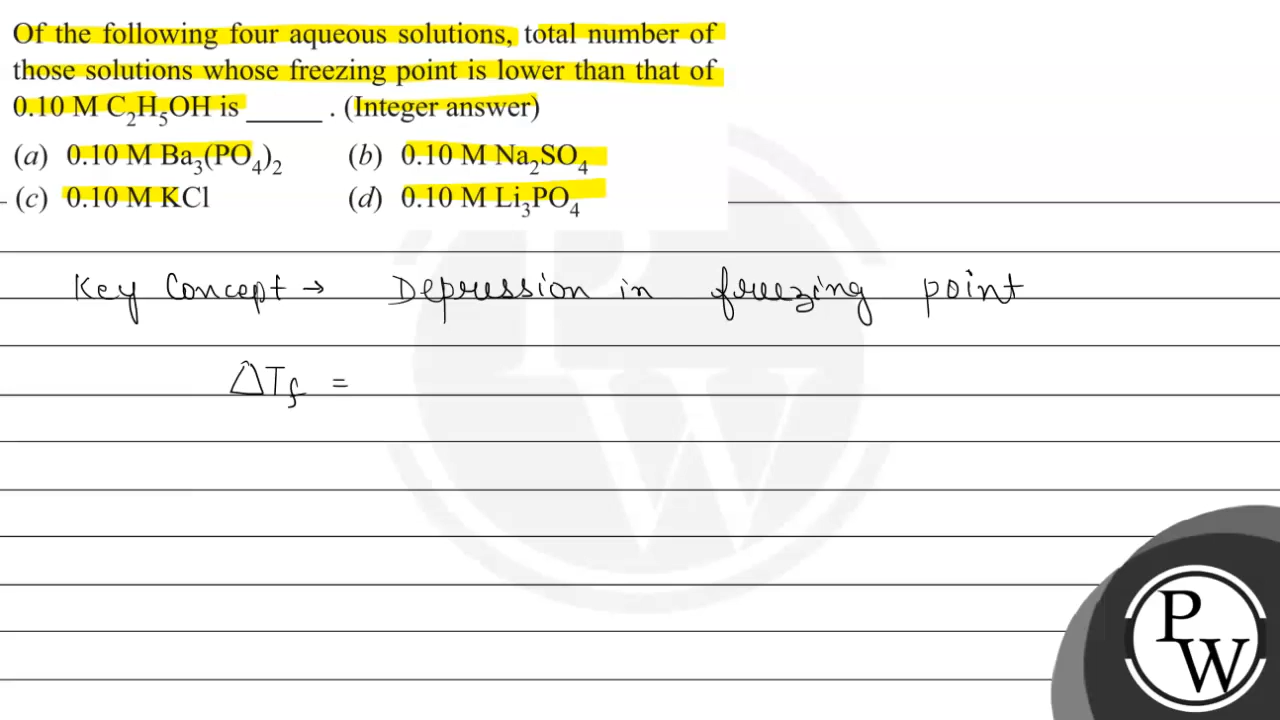 Of the following four aqueous solutions, total number of
those solutions whose freezing point is lower than that of
0.10 M C₂H₅OH is _____ . (Integer answer)
(a) 0.10 M Ba₃(PO₄)₂ (b) 0.10 M Na₂SO₄
(c) 0.10 M KCl (d) 0.10 M Li₃PO₄
Key Concept → Depression in freezing point
ΔTf =
P
W